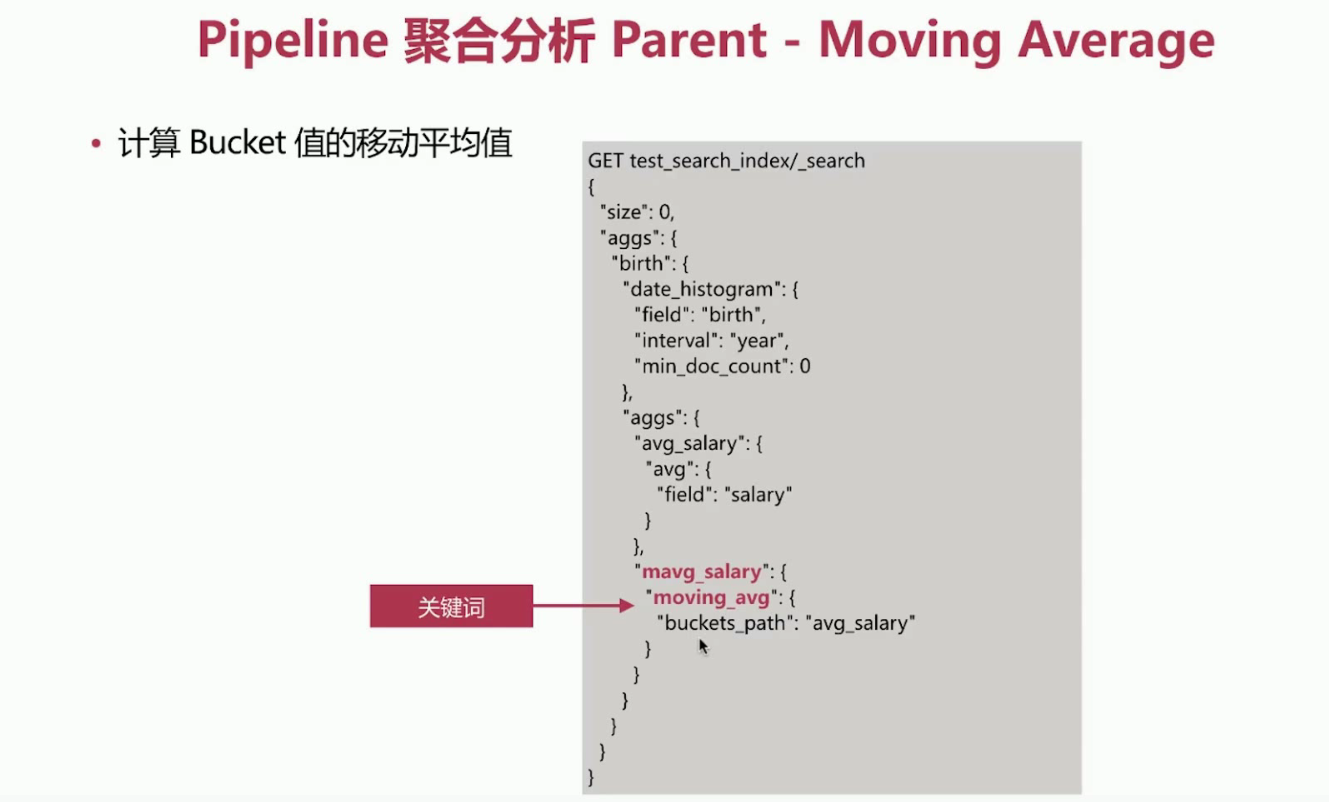 Pipeline 聚合分析 Parent - Moving Average
• 计算 Bucket 值的移动平均值
GET test_search_index/_search
{
"size": 0,
"aggs": {
"birth": {
"date_histogram": {
"field": "birth",
"interval": "year",
"min_doc_count": 0
},
"aggs": {
"avg_salary": {
"avg": {
"field": "salary"
}
},
"mavg_salary": {
"moving_avg": {
"buckets_path": "avg_salary"
}
}
}
}
}
}
关键词